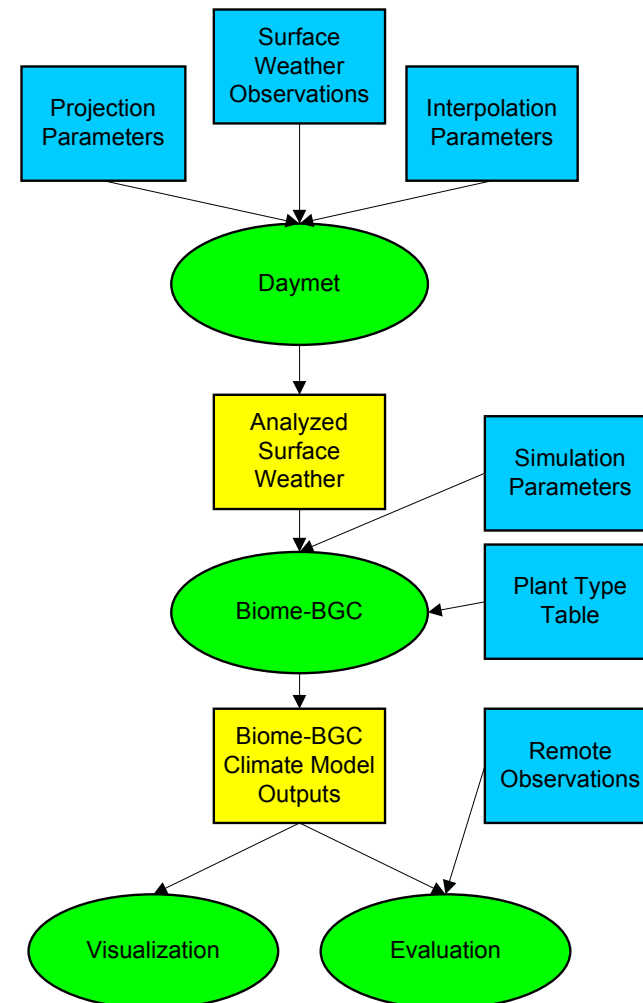 Surface
Weather
Observations
Projection
Parameters
Interpolation
Parameters
Daymet
Analyzed
Surface
Weather
Simulation
Parameters
Biome-BGC
Plant Type
Table
Biome-BGC
Climate Model
Outputs
Remote
Observations
Visualization
Evaluation